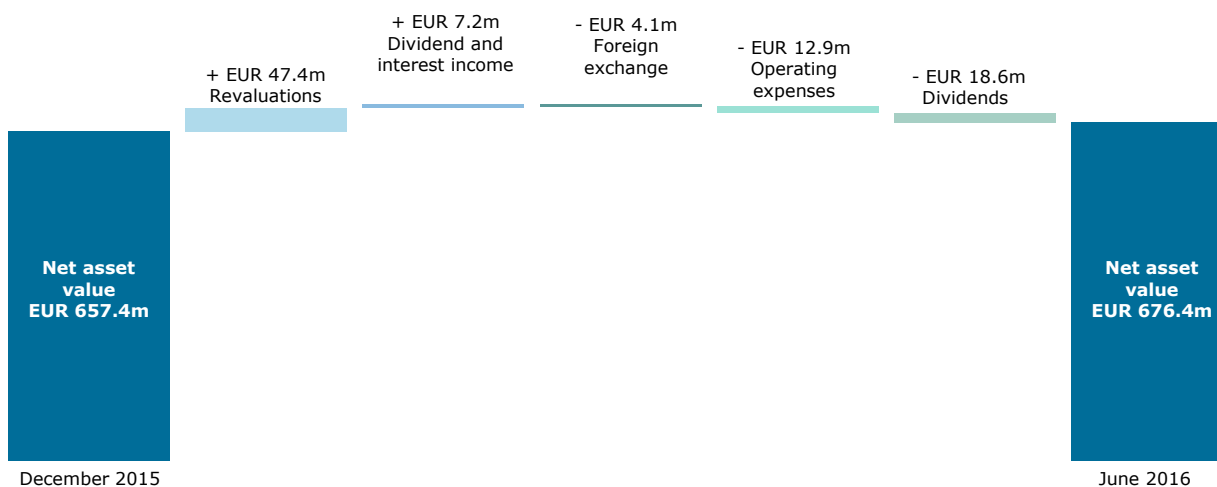 + EUR 47.4m
Revaluations
+ EUR 7.2m
Dividend and
interest income
- EUR 4.1m
Foreign
exchange
- EUR 12.9m
Operating
expenses
- EUR 18.6m
Dividends
Net asset
value
EUR 657.4m
Net asset
value
EUR 676.4m
December 2015
June 2016